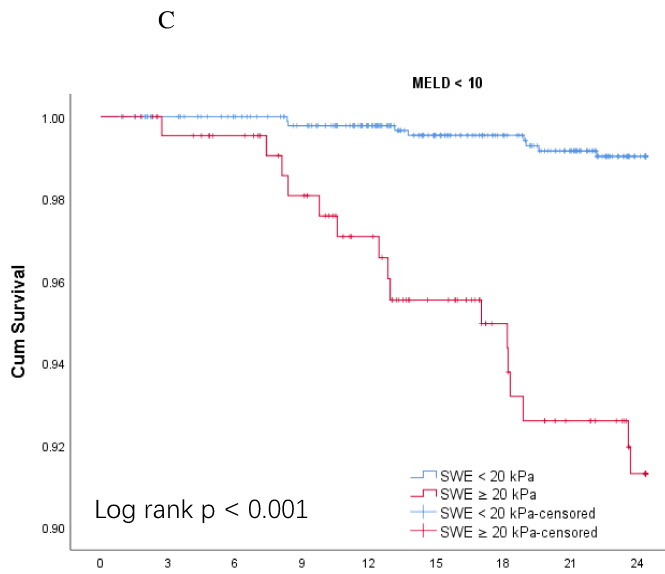 C
MELD < 10
1.00
0.98
0.96
0.94
0.92
0.90
Cum Survival
SWE < 20 kPa
SWE ≥ 20 kPa
SWE < 20 kPa-censored
SWE ≥ 20 kPa-censored
Log rank p < 0.001
0 3 6 9 12 15 18 21 24